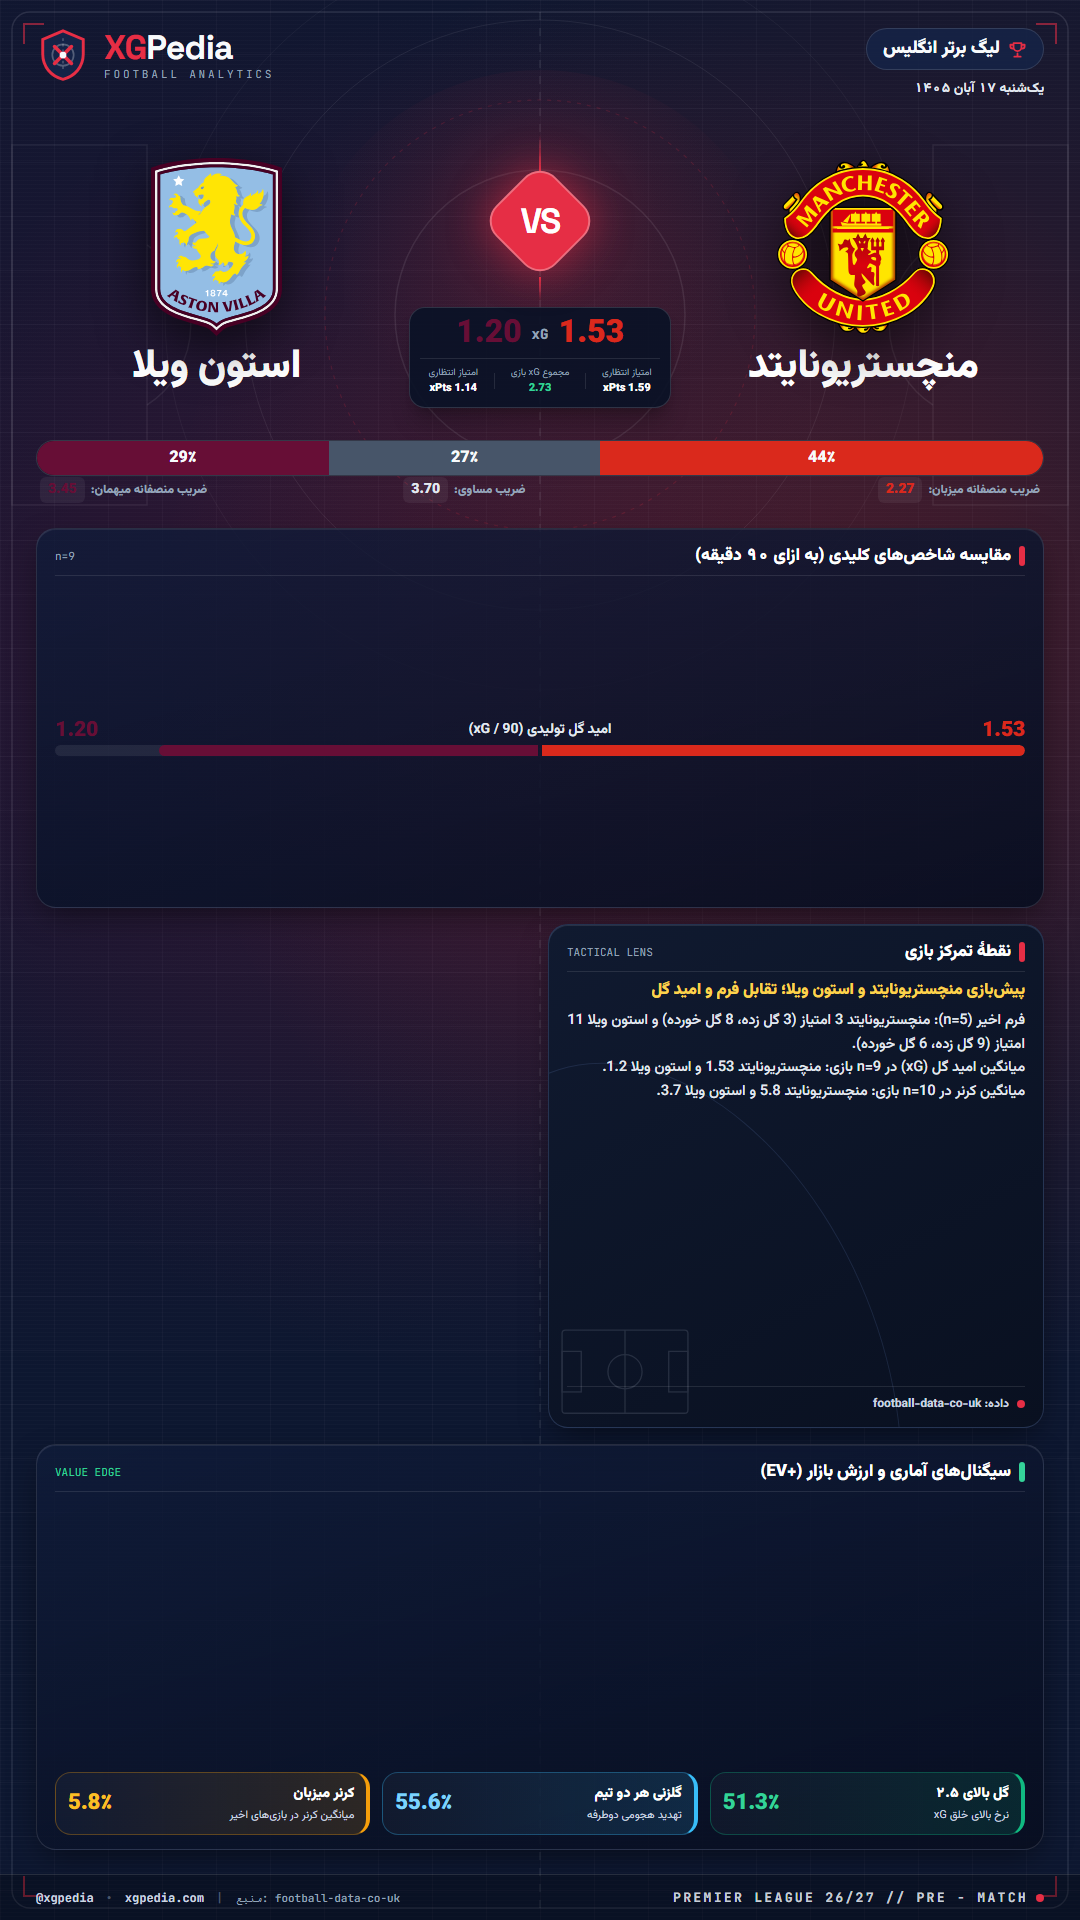 XGPedia
FOOTBALL ANALYTICS
لیگ برتر انگلیس
یک‌شنبه ۱۷ آبان ۱۴۰۵
MANCHESTER
UNITED
VS
1874
ASTON VILLA
منچستریونایتد
استون ویلا
1.20 xG 1.53
امتیاز انتظاری
1.59 xPts
مجموع xG بازی
2.73
امتیاز انتظاری
1.14 xPts
44٪
27٪
29٪
ضریب منصفانه میزبان: 2.27
ضریب مساوی: 3.70
ضریب منصفانه میهمان:
مقایسه شاخص‌های کلیدی (به ازای ۹۰ دقیقه)
n=9
1.53
امید گل تولیدی (xG / 90)
1.20
نقطهٔ تمرکز بازی
TACTICAL LENS
پیش‌بازی منچستریونایتد و استون ویلا؛ تقابل فرم و امید گل
فرم اخیر (n=5): منچستریونایتد 3 امتیاز (3 گل زده، 8 گل خورده) و استون ویلا 11
امتیاز (9 گل زده، 6 گل خورده).
میانگین امید گل (xG) در n=9 بازی: منچستریونایتد 1.53 و استون ویلا 1.2.
میانگین کرنر در n=10 بازی: منچستریونایتد 5.8 و استون ویلا 3.7.
داده: football-data-co-uk
سیگنال‌های آماری و ارزش بازار (EV+)
VALUE EDGE
گل بالای ۲.۵
نرخ بالای خلق xG
51.3٪
گلزنی هر دو تیم
تهدید هجومی دوطرفه
55.6٪
کرنر میزبان
میانگین کرنر در بازی‌های اخیر
5.8٪
@xgpedia • xgpedia.com | منبع: football-data-co-uk
PREMIER LEAGUE 26/27 // PRE - MATCH